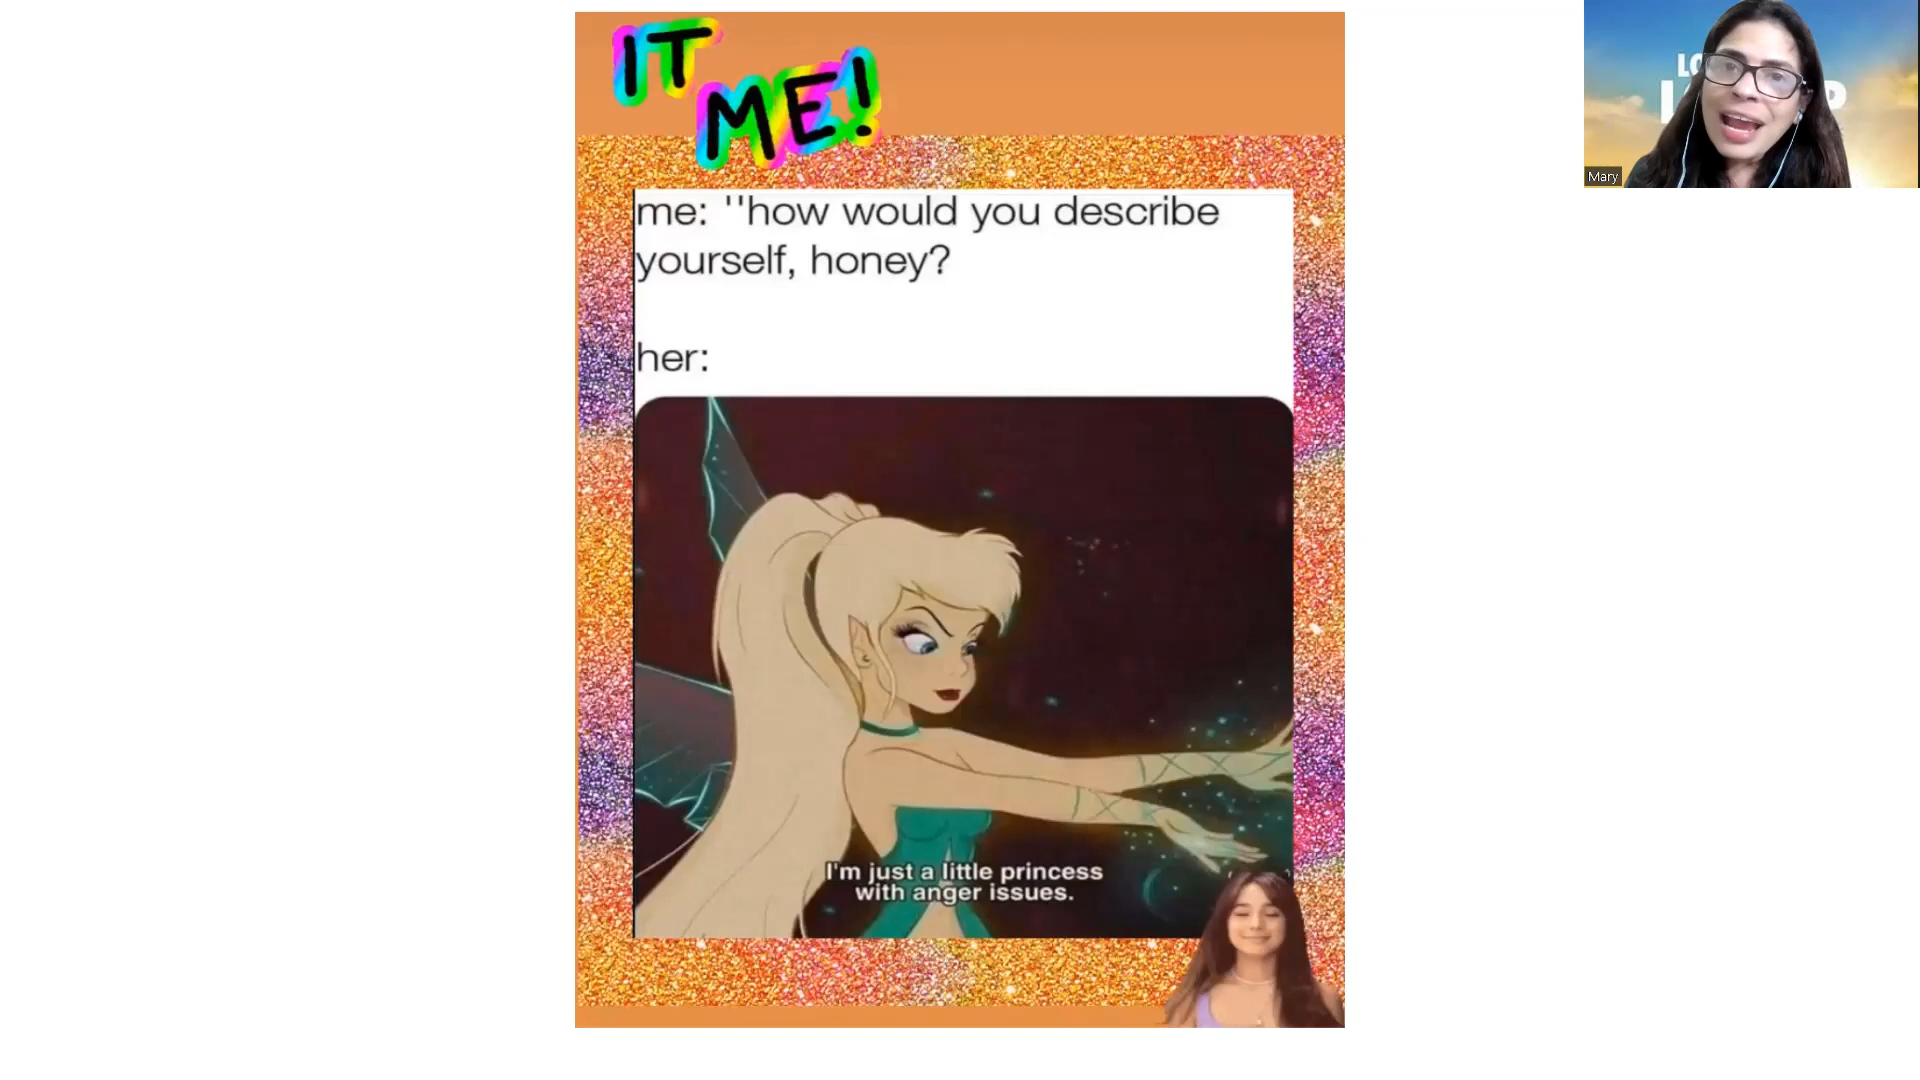 IT
ME!
me: ''how would you describe
yourself, honey?
her:
I'm just a little princess
with anger issues.
Mary